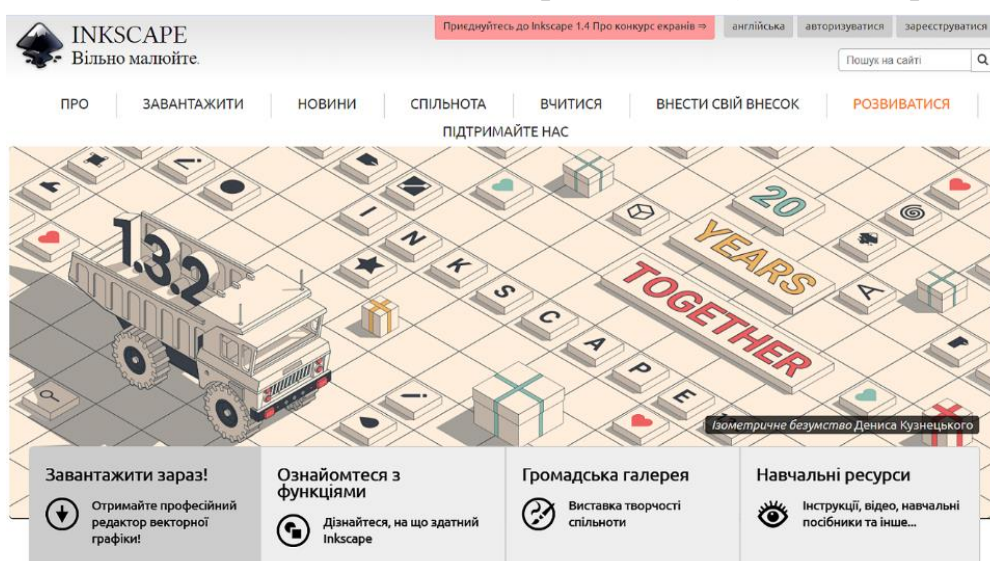 INKSCAPE
Вільно малюйте.
Приєднуйтесь до Inkscape 1.4 Про конкурс екранів ⇒
англійська
авторизуватися
зареєструватися
Пошук на сайті
ПРО
ЗАВАНТАЖИТИ
НОВИНИ
СПІЛЬНОТА
ВЧИТИСЯ
ВНЕСТИ СВІЙ ВНЕСОК
РОЗВИВАТИСЯ
ПІДТРИМАЙТЕ НАС
1.3.2
INKSCAPE
20
YEARS
TOGETHER
A
Ізометричне безумство Дениса Кузнецького
Завантажити зараз!
Отримайте професійний
редактор векторної
графіки!
Ознайомтеся з
функціями
Дізнайтеся, на що здатний
Inkscape
Громадська галерея
Виставка творчості
спільноти
Навчальні ресурси
Інструкції, відео, навчальні
посібники та інше...